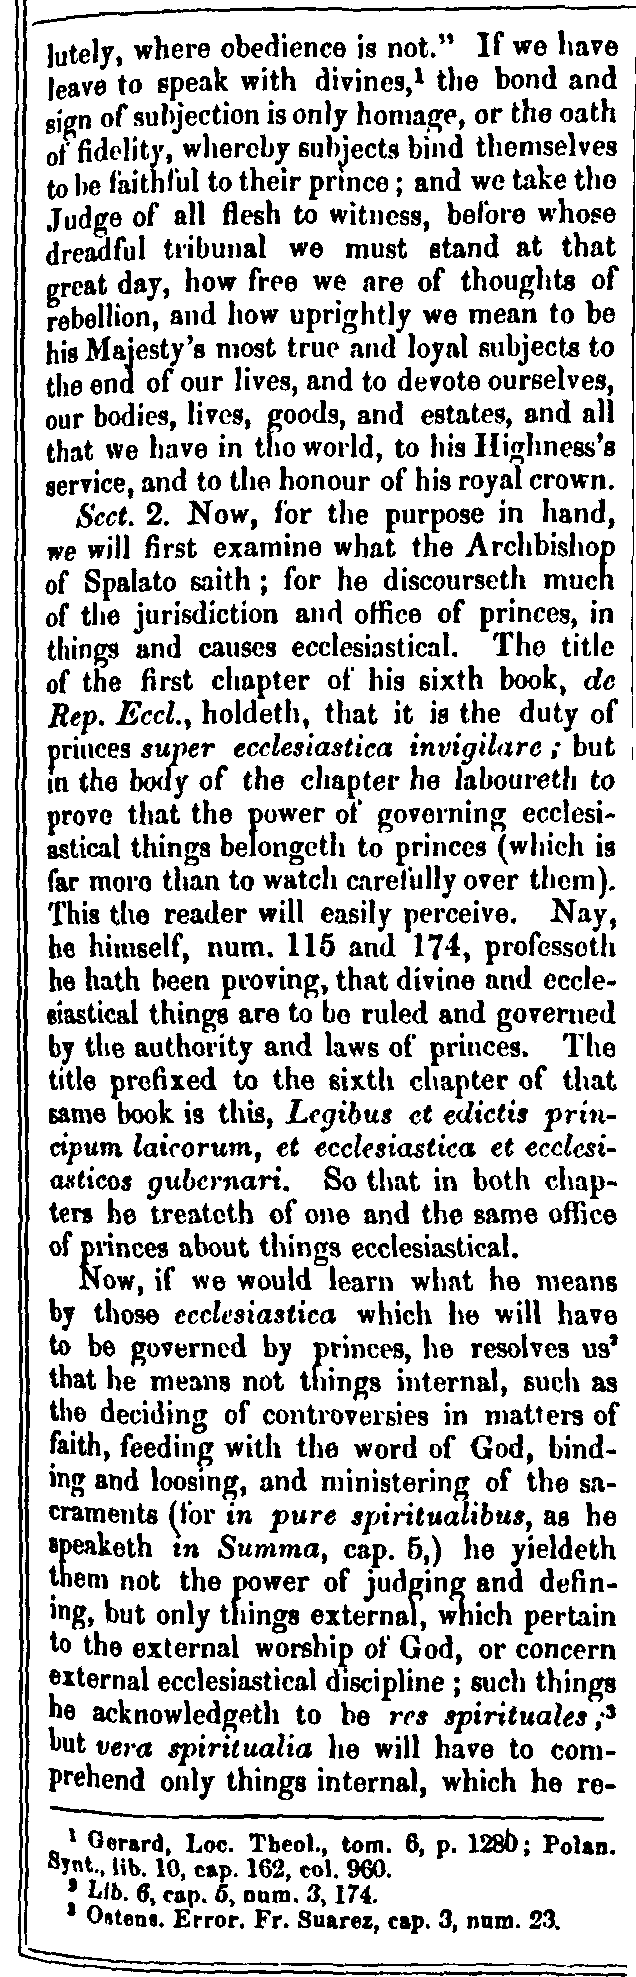 lutely, where obedience is not." If we have
leave to speak with divines,¹ the bond and
sign of subjection is only homage, or the oath
of fidelity, whereby subjects bind themselves
to be faithful to their prince; and we take the
Judge of all flesh to witness, before whose
dreadful tribunal we must stand at that
great day, how free we are of thoughts of
rebellion, and how uprightly we mean to be
his Majesty's most true and loyal subjects to
the end of our lives, and to devote ourselves,
our bodies, lives, goods, and estates, and all
that we have in the world, to his Highness's
service, and to the honour of his royal crown.
Sect. 2. Now, for the purpose in hand,
we will first examine what the Archbishop
of Spalato saith; for he discourseth much
of the jurisdiction and office of princes, in
things and causes ecclesiastical. The title
of the first chapter of his sixth book, de
Rep. Eccl., holdeth, that it is the duty of
princes super ecclesiastica invigilare; but
in the body of the chapter he laboureth to
prove that the power of governing ecclesi-
astical things belongeth to princes (which is
far more than to watch carefully over them).
This the reader will easily perceive. Nay,
he himself, num. 115 and 174, professeth
he hath been proving, that divine and eccle-
siastical things are to be ruled and governed
by the authority and laws of princes. The
title prefixed to the sixth chapter of that
same book is this, Legibus et edictis prin-
cipum laicorum, et ecclesiastica et ecclesi-
asticos gubernari. So that in both chap-
ters he treateth of one and the same office
of princes about things ecclesiastical.
Now, if we would learn what he means
by those ecclesiastica which he will have
to be governed by princes, he resolves us²
that he means not things internal, such as
the deciding of controversies in matters of
faith, feeding with the word of God, bind-
ing and loosing, and ministering of the sa-
craments (for in pure spiritualibus, as he
speaketh in Summa, cap. 5,) he yieldeth
them not the power of judging and defin-
ing, but only things external, which pertain
to the external worship of God, or concern
external ecclesiastical discipline; such things
he acknowledgeth to be res spirituales;³
but vera spiritualia he will have to com-
prehend only things internal, which he re-
¹ Gerard, Loc. Theol., tom. 6, p. 1280; Polan.
Synt., lib. 10, cap. 162, col. 960.
² Lib. 6, cap. 5, num. 3, 174.
³ Ostens. Error. Fr. Suarez, cap. 3, num. 23.